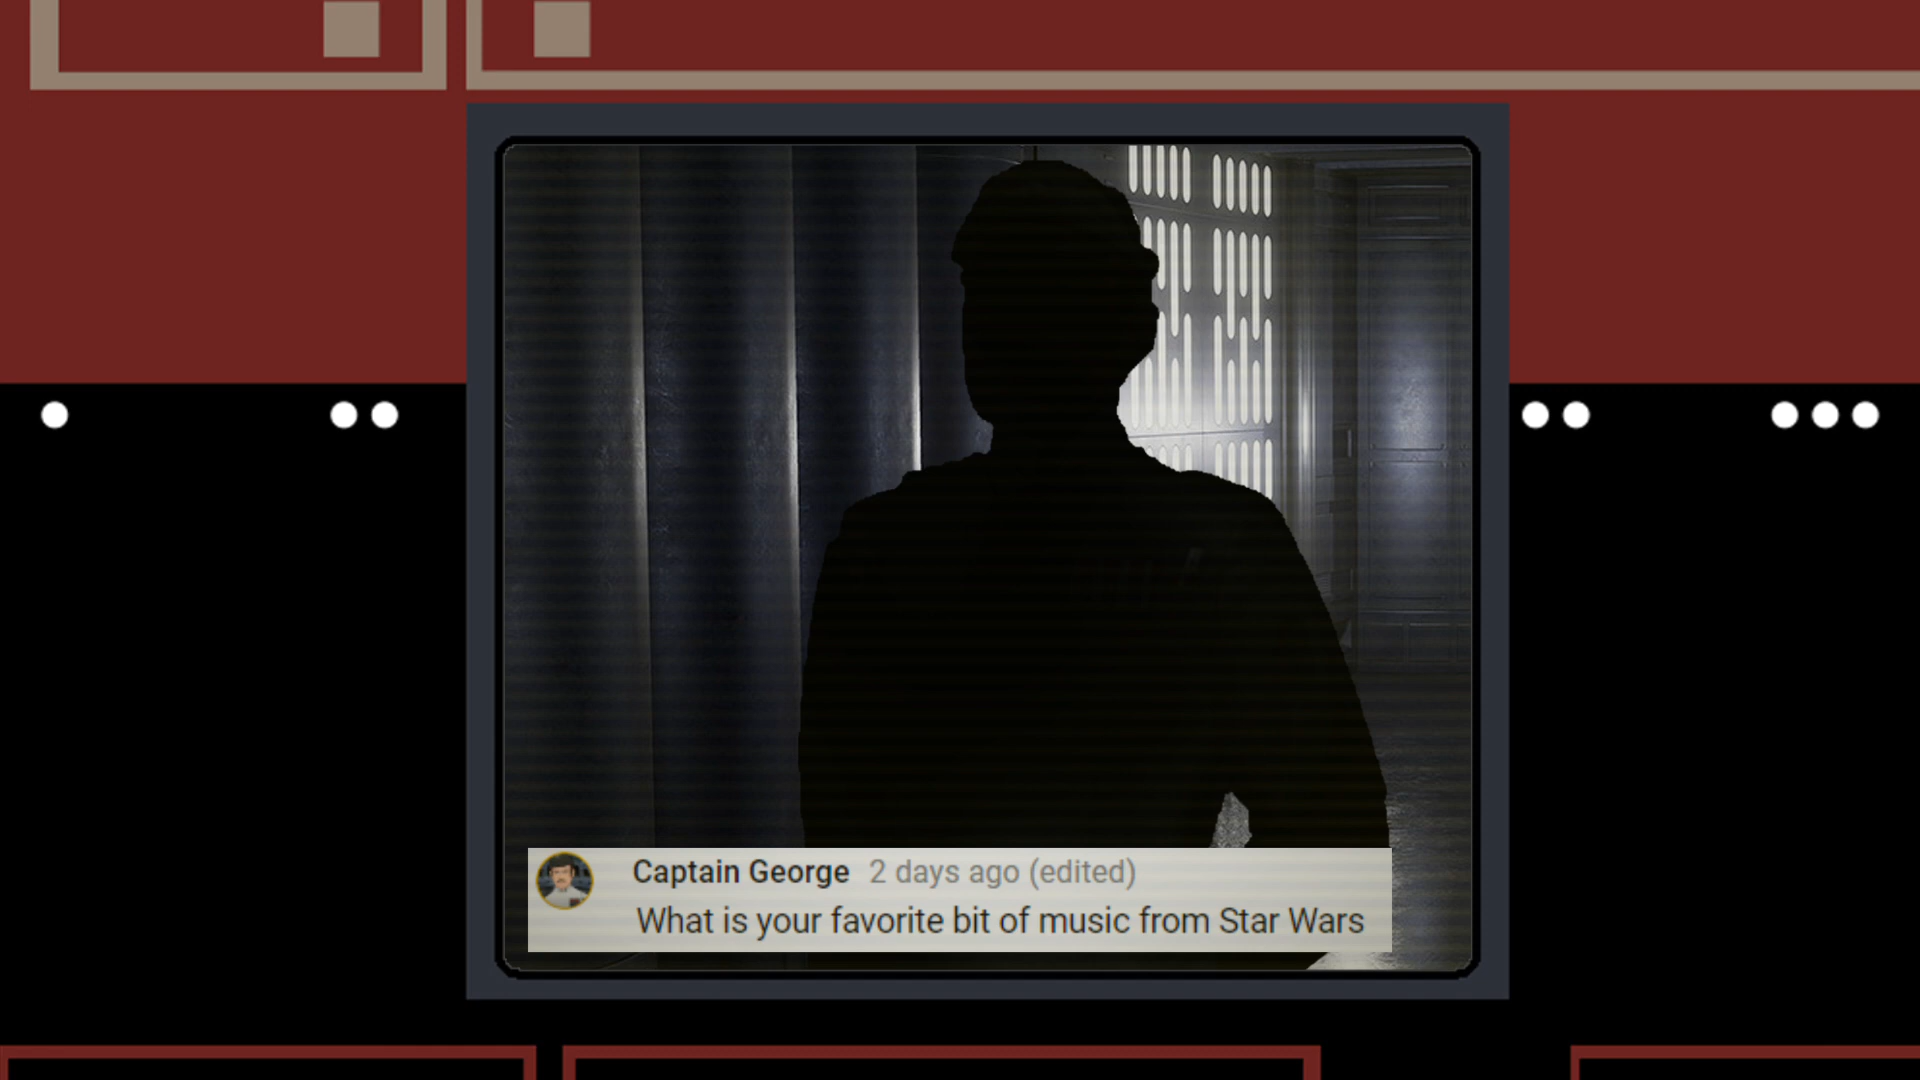 Captain George 2 days ago (edited)
What is your favorite bit of music from Star Wars